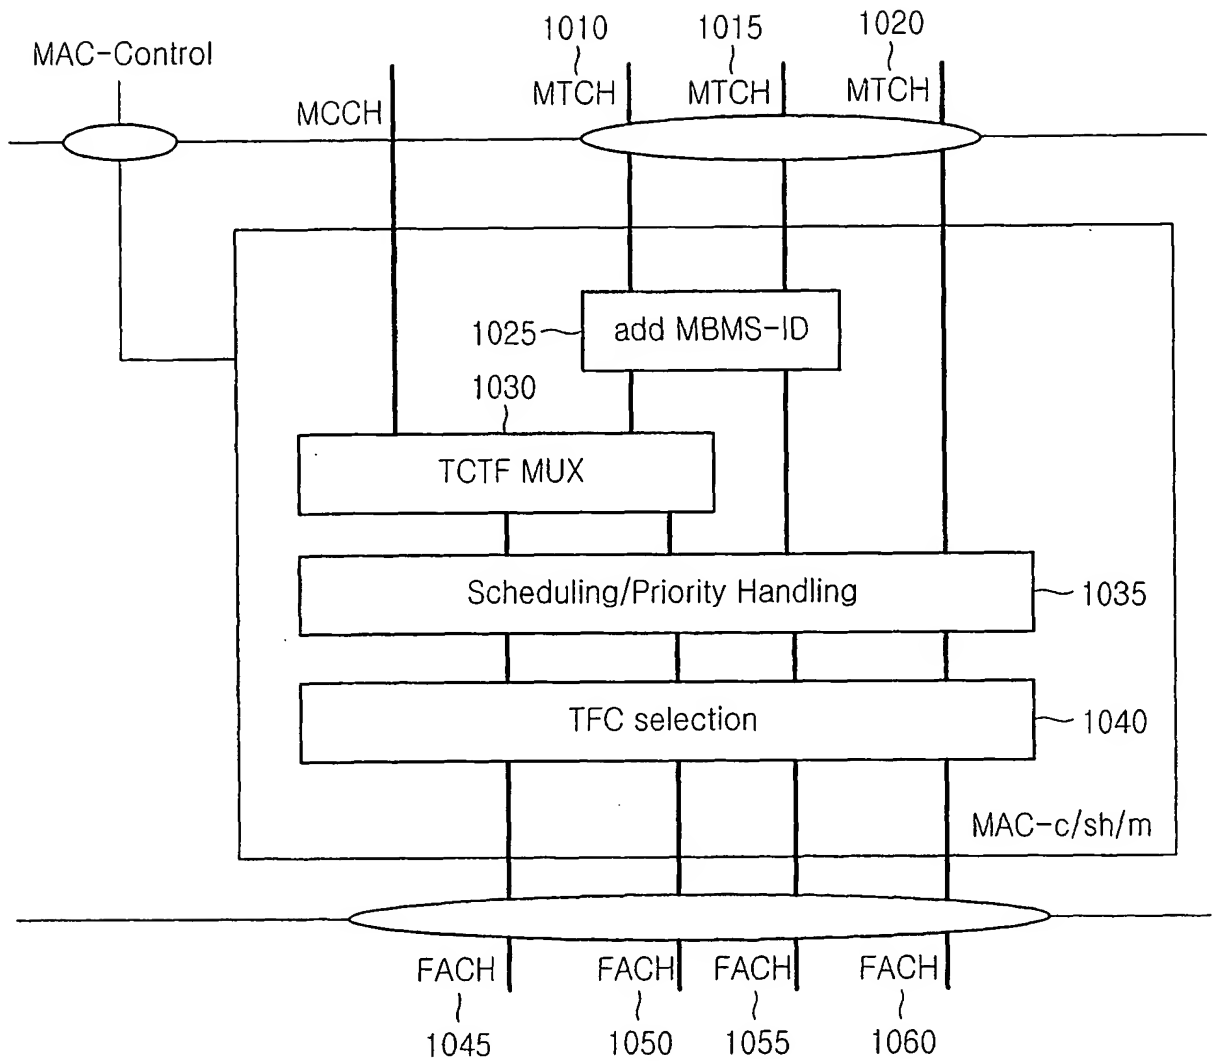 1010
1015
1020
MAC-Control
MCCH
MTCH
MTCH
MTCH
1025
add MBMS-ID
1030
TCTF MUX
Scheduling/Priority Handling
1035
TFC selection
1040
MAC-c/sh/m
FACH
FACH
FACH
FACH
1045
1050
1055
1060